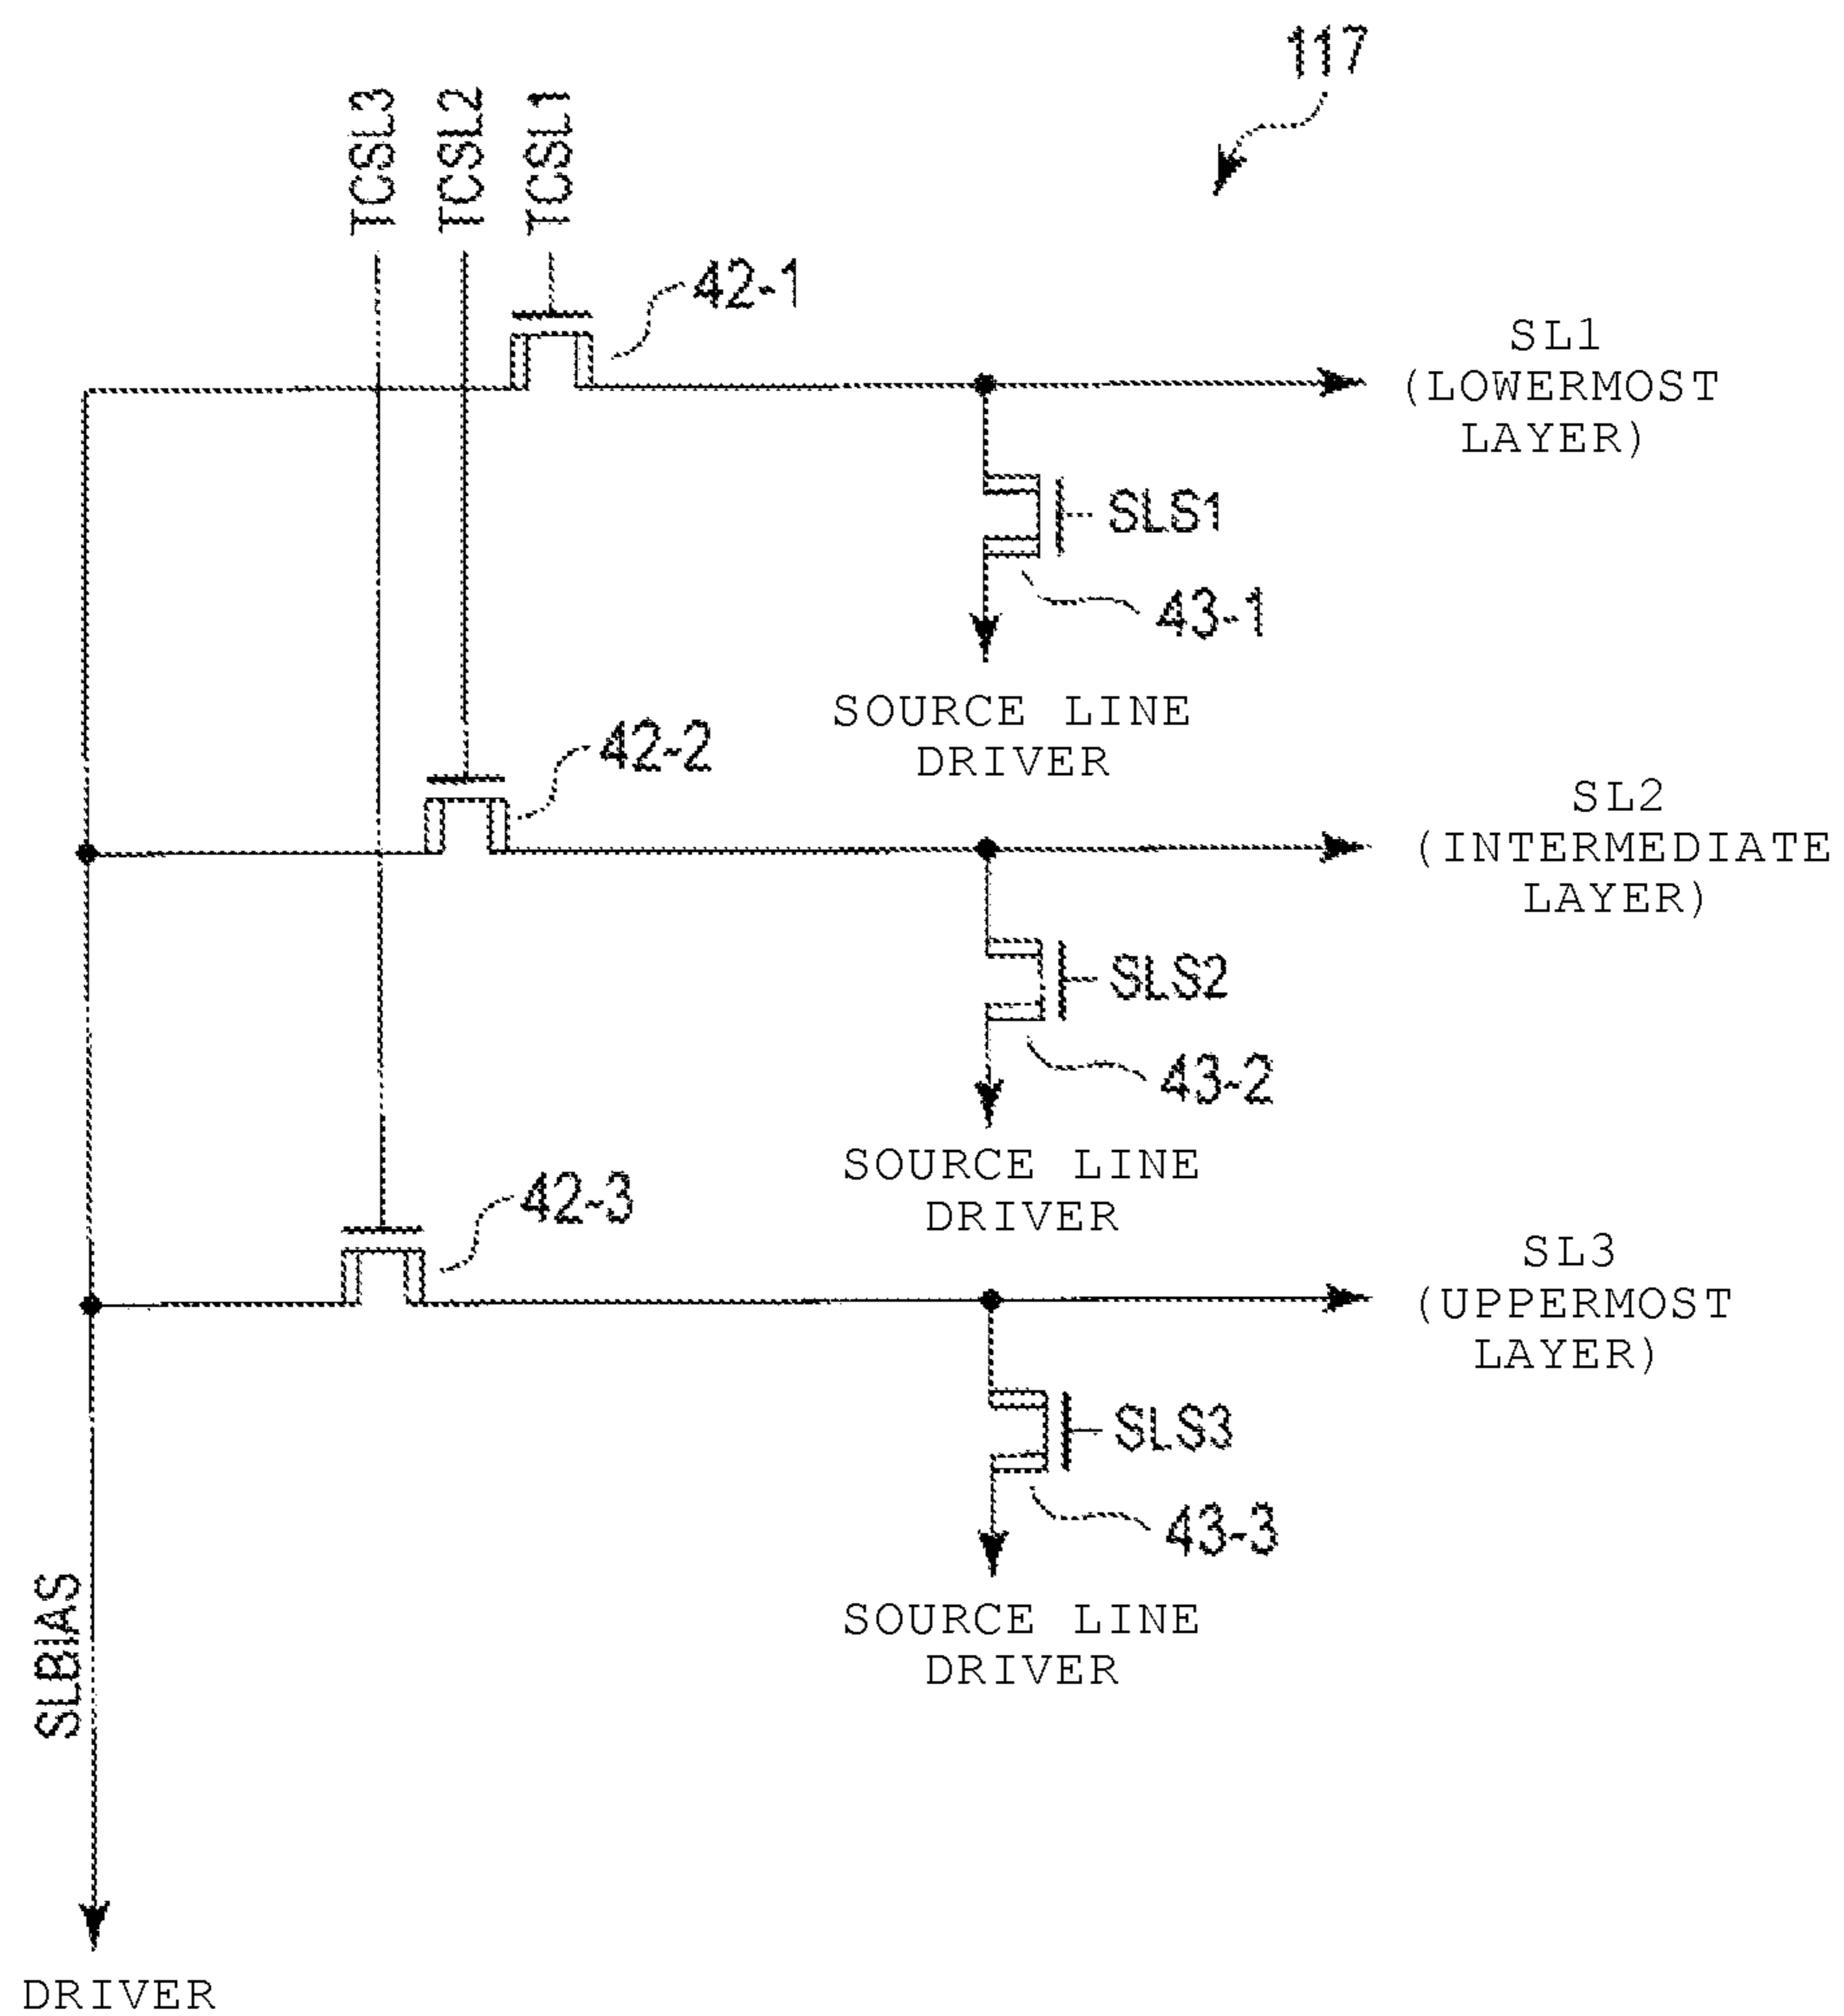 117
TCSL3
TCSL2
TCSL1
42-1
SL1
(LOWERMOST
LAYER)
SLS1
43-1
SOURCE LINE
DRIVER
42-2
SL2
(INTERMEDIATE
LAYER)
SLS2
43-2
SOURCE LINE
DRIVER
42-3
SL3
(UPPERMOST
LAYER)
SLS3
43-3
SOURCE LINE
DRIVER
SLBIAS
DRIVER